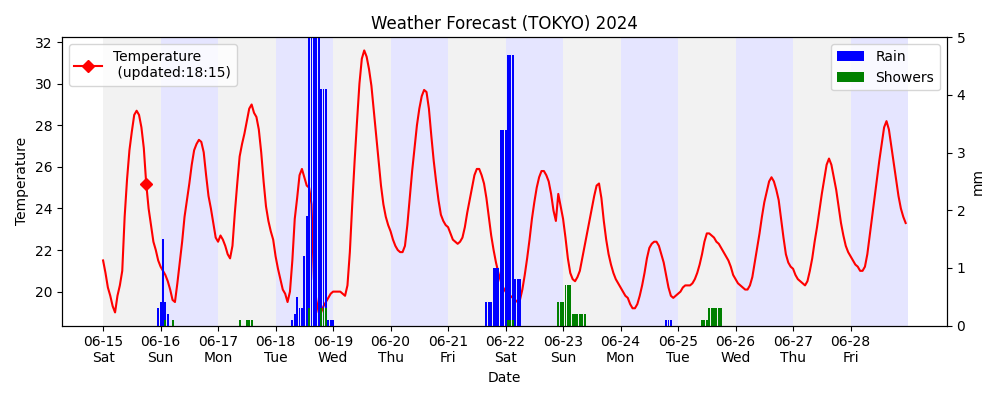 Weather Forecast (TOKYO) 2024
Temperature
(updated:18:15)
Rain
Showers
Temperature
32
30
28
26
24
22
20
5
4
3
2
1
0
mm
06-15 06-16 06-17 06-18 06-19 06-20 06-21 06-22 06-23 06-24 06-25 06-26 06-27 06-28
Sat Sun Mon Tue Wed Thu Fri Sat Sun Mon Tue Wed Thu Fri
Date